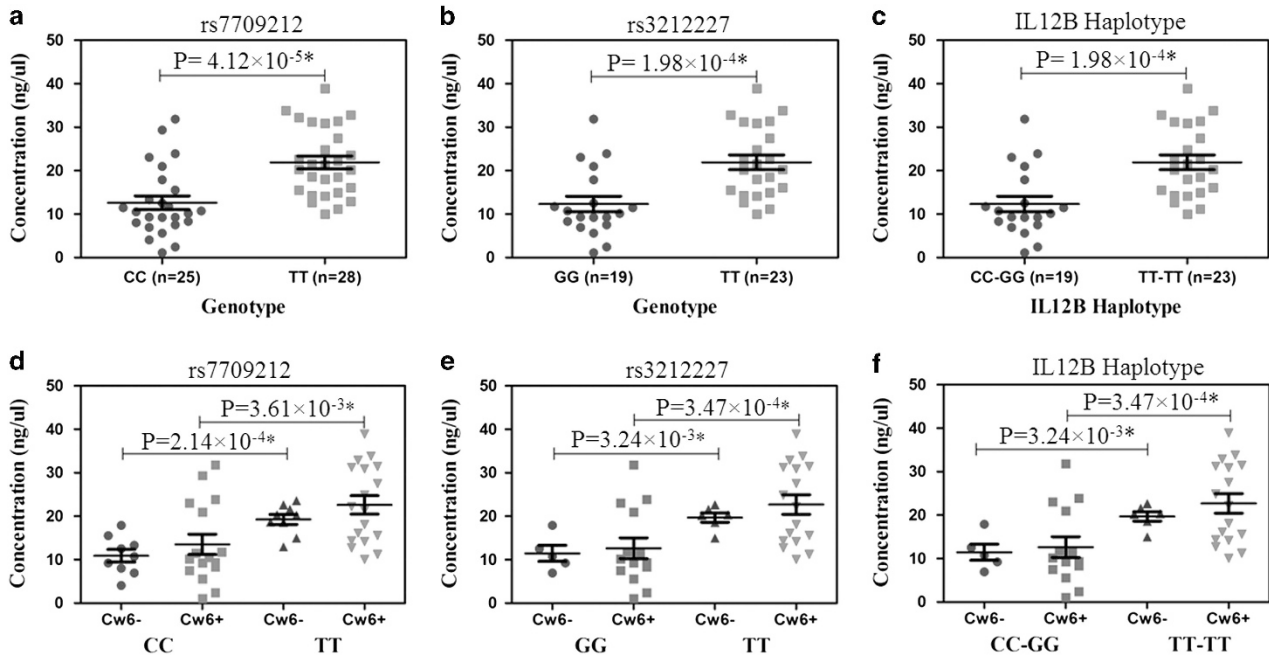 a
rs7709212
P= 4.12×10⁻⁵*
Concentration (ng/ul)
50
40
30
20
10
0
CC (n=25) TT (n=28)
Genotype
b
rs3212227
P= 1.98×10⁻⁴*
Concentration (ng/ul)
50
40
30
20
10
0
GG (n=19) TT (n=23)
Genotype
c
IL12B Haplotype
P= 1.98×10⁻⁴*
Concentration (ng/ul)
50
40
30
20
10
0
CC-GG (n=19) TT-TT (n=23)
IL12B Haplotype
d
rs7709212
P=3.61×10⁻³*
P=2.14×10⁻⁴*
Concentration (ng/ul)
50
40
30
20
10
0
Cw6- Cw6+ Cw6- Cw6+
CC TT
e
rs3212227
P=3.47×10⁻⁴*
P=3.24×10⁻³*
Concentration (ng/ul)
50
40
30
20
10
0
Cw6- Cw6+ Cw6- Cw6+
GG TT
f
IL12B Haplotype
P=3.47×10⁻⁴*
P=3.24×10⁻³*
Concentration (ng/ul)
50
40
30
20
10
0
Cw6- Cw6+ Cw6- Cw6+
CC-GG TT-TT